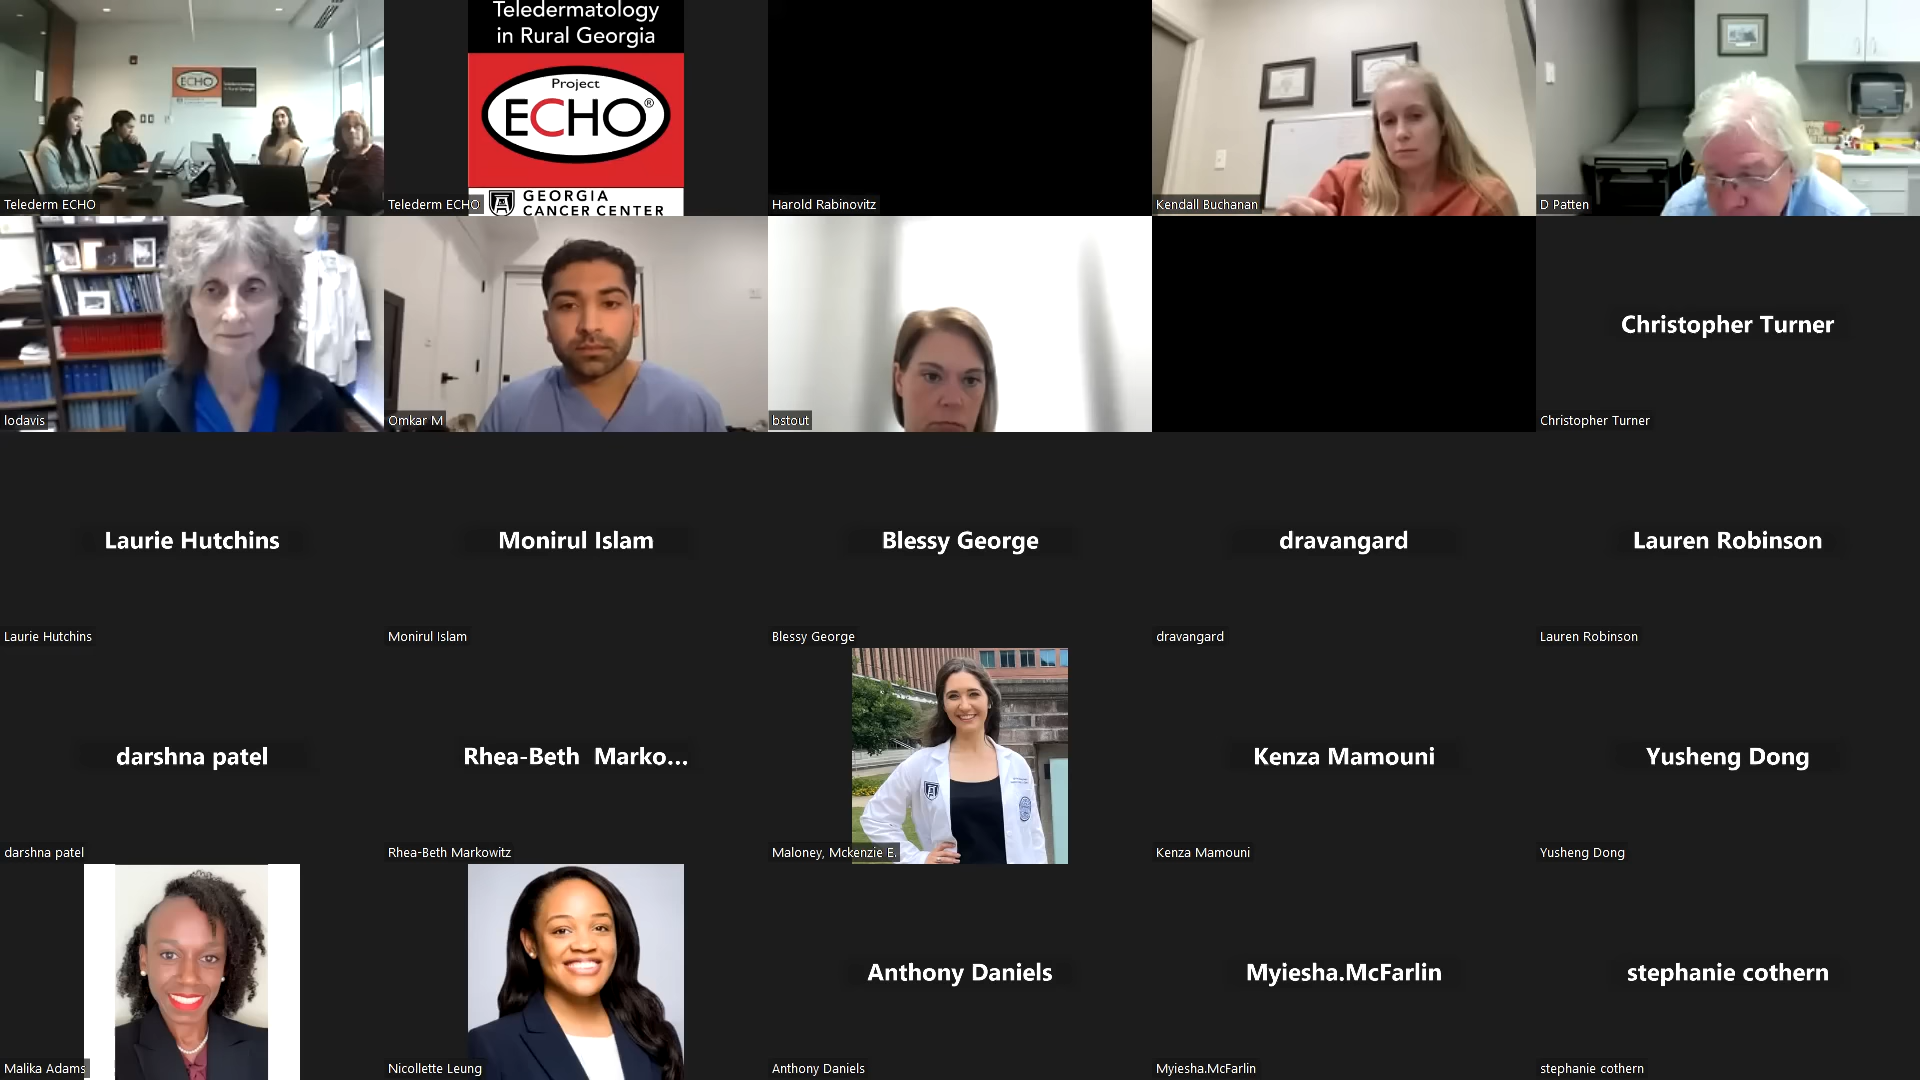 Telederm ECHO
ECHO
Teledermatology
in Rural Georgia
Project
ECHO®
GEORGIA
CANCER CENTER
Telederm ECHO
Harold Rabinovitz
Kendall Buchanan
D Patten
lodavis
Omkar M
bstout
Christopher Turner
Christopher Turner
Laurie Hutchins
Laurie Hutchins
Monirul Islam
Monirul Islam
Blessy George
Blessy George
dravangard
dravangard
Lauren Robinson
Lauren Robinson
darshna patel
darshna patel
Rhea-Beth Marko...
Rhea-Beth Markowitz
Maloney, Mckenzie E.
Kenza Mamouni
Kenza Mamouni
Yusheng Dong
Yusheng Dong
Malika Adams
Nicollette Leung
Anthony Daniels
Anthony Daniels
Myiesha.McFarlin
Myiesha.McFarlin
stephanie cothern
stephanie cothern